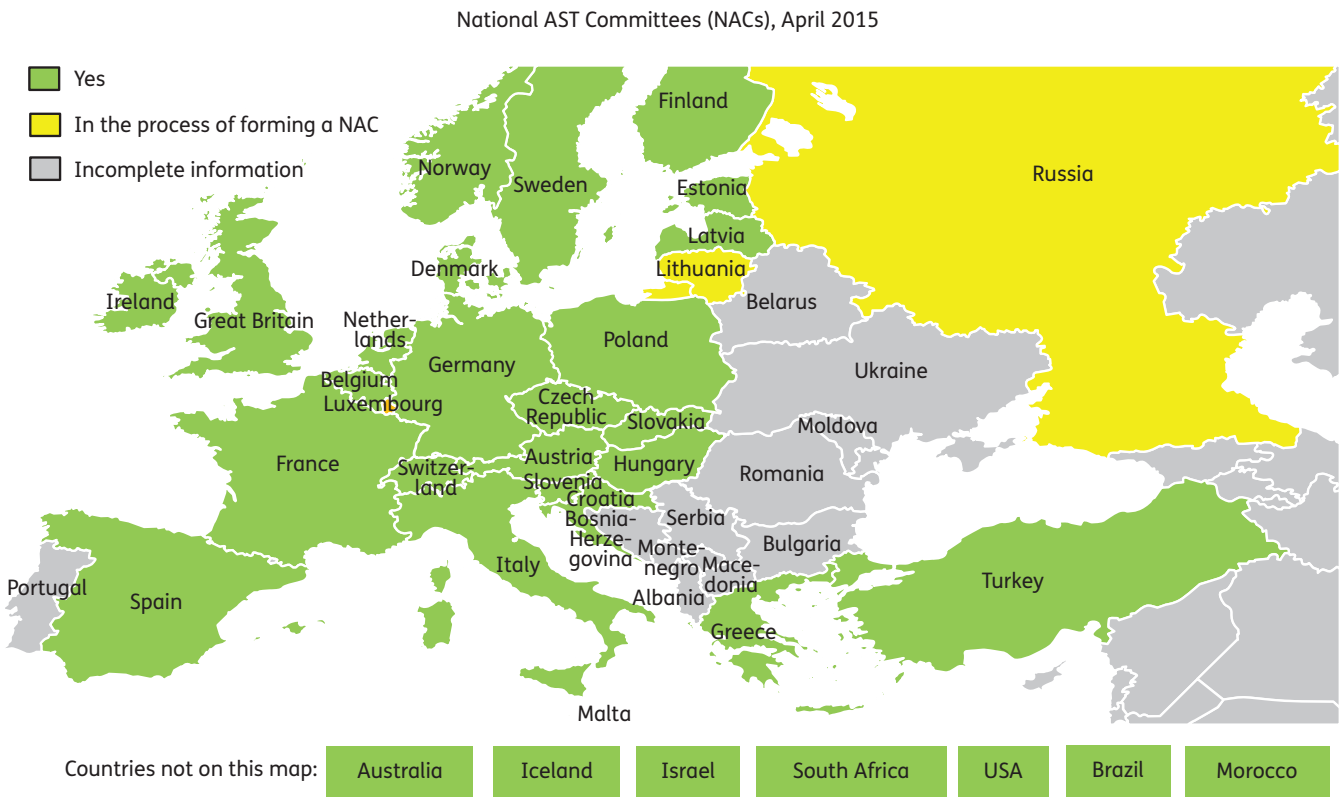 National AST Committees (NACs), April 2015
Yes
In the process of forming a NAC
Incomplete information
Finland
Norway
Sweden
Russia
Estonia
Latvia
Denmark
Lithuania
Ireland
Great Britain
Belarus
Nether-
lands
Poland
Germany
Ukraine
Belgium
Luxembourg
Czech
Republic
Slovakia
Moldova
France
Switzer-
land
Austria
Hungary
Romania
Slovenia
Croatia
Bosnia-
Herze-
govina
Serbia
Monte-
negro
Bulgaria
Mace-
donia
Italy
Portugal
Spain
Albania
Turkey
Greece
Malta
Countries not on this map:
Australia
Iceland
Israel
South Africa
USA
Brazil
Morocco